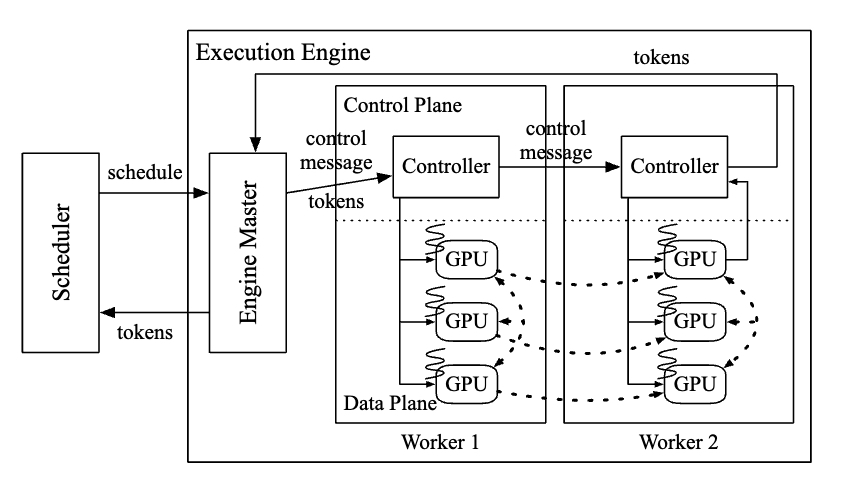 Execution Engine
tokens
Control Plane
control
message
tokens
control
message
Scheduler
schedule
tokens
Engine Master
Controller
Controller
GPU
GPU
GPU
GPU
GPU
GPU
Data Plane
Worker 1
Worker 2